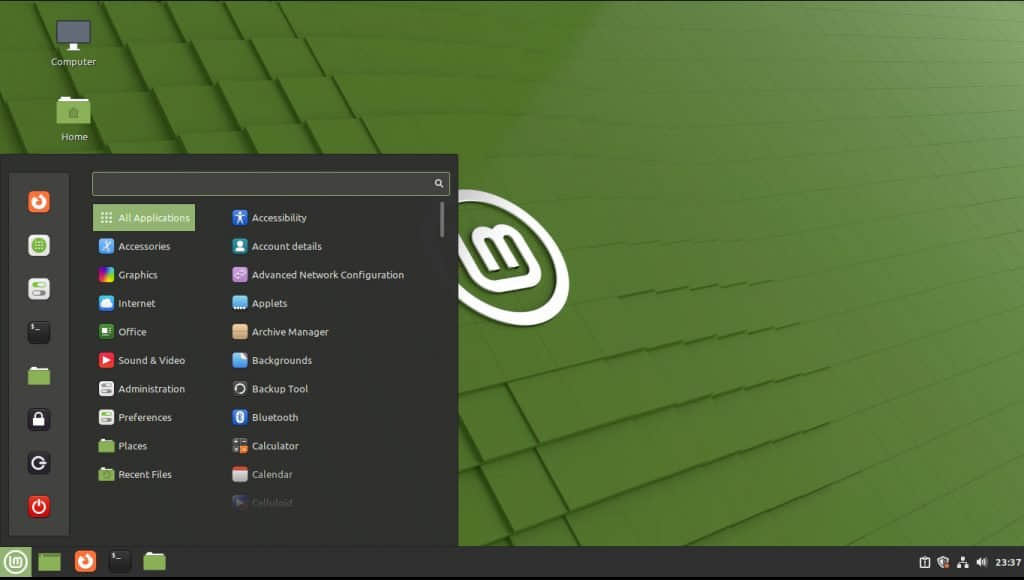 Computer
Home
All Applications
Accessories
Graphics
Internet
Office
Sound & Video
Administration
Preferences
Places
Recent Files
Accessibility
Account details
Advanced Network Configuration
Applets
Archive Manager
Backgrounds
Backup Tool
Bluetooth
Calculator
Calendar
Celluloid
23:37